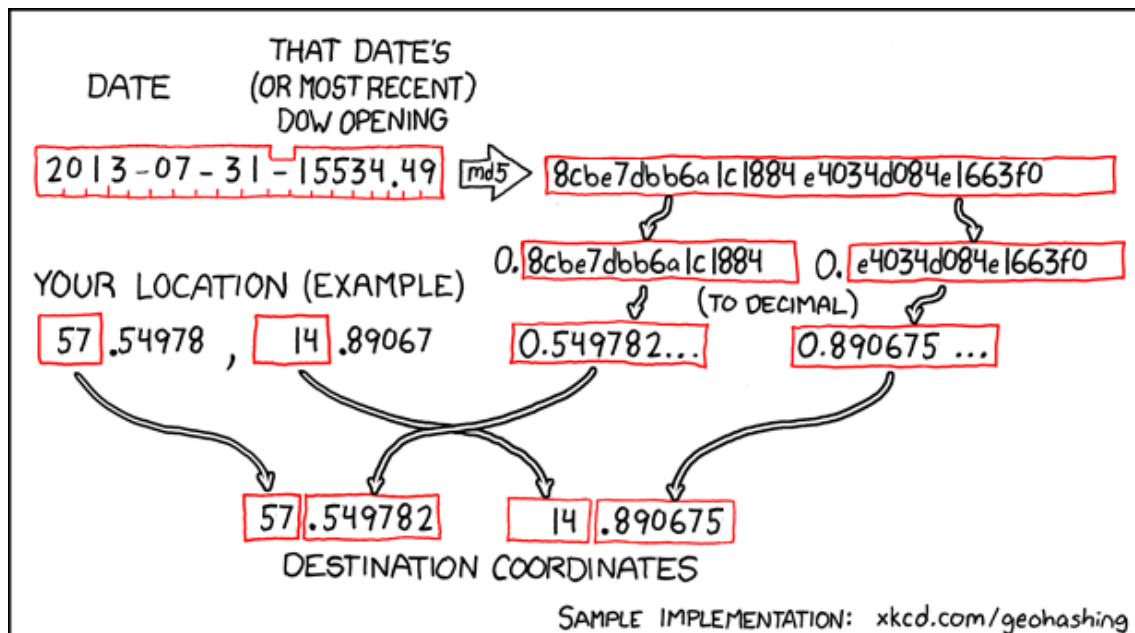 DATE
THAT DATE'S
(OR MOST RECENT)
DOW OPENING
2013-07-31-15534.49
md5
8cbe7dbb6a1c1884e4034d084e1663f0
0.8cbe7dbb6a1c1884
0.e4034d084e1663f0
(TO DECIMAL)
YOUR LOCATION (EXAMPLE)
57.54978, 14.89067
0.549782...
0.890675...
57.549782
14.890675
DESTINATION COORDINATES
SAMPLE IMPLEMENTATION: xkcd.com/geohashing